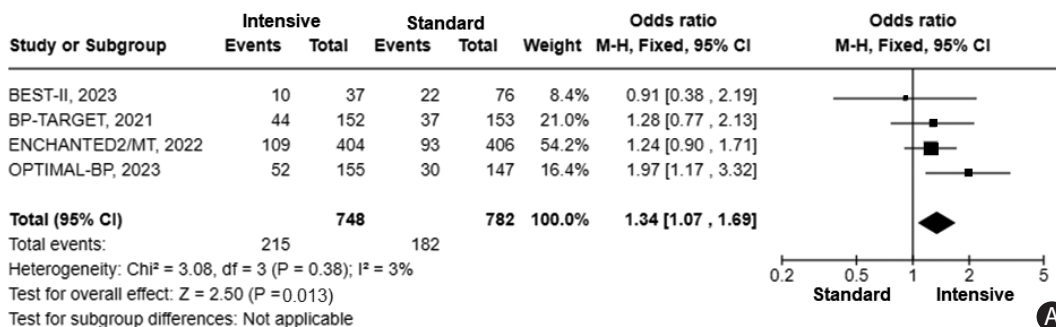 Intensive Standard Odds ratio Odds ratio
Study or Subgroup Events Total Events Total Weight M-H, Fixed, 95% CI M-H, Fixed, 95% CI
BEST-II, 2023 10 37 22 76 8.4% 0.91 [0.38 , 2.19]
BP-TARGET, 2021 44 152 37 153 21.0% 1.28 [0.77 , 2.13]
ENCHANTED2/MT, 2022 109 404 93 406 54.2% 1.24 [0.90 , 1.71]
OPTIMAL-BP, 2023 52 155 30 147 16.4% 1.97 [1.17 , 3.32]
Total (95% CI) 748 782 100.0% 1.34 [1.07 , 1.69]
Total events: 215 182
Heterogeneity: Chi² = 3.08, df = 3 (P = 0.38); I² = 3%
Test for overall effect: Z = 2.50 (P =0.013)
Test for subgroup differences: Not applicable
0.2 0.5 1 2 5
Standard Intensive
A